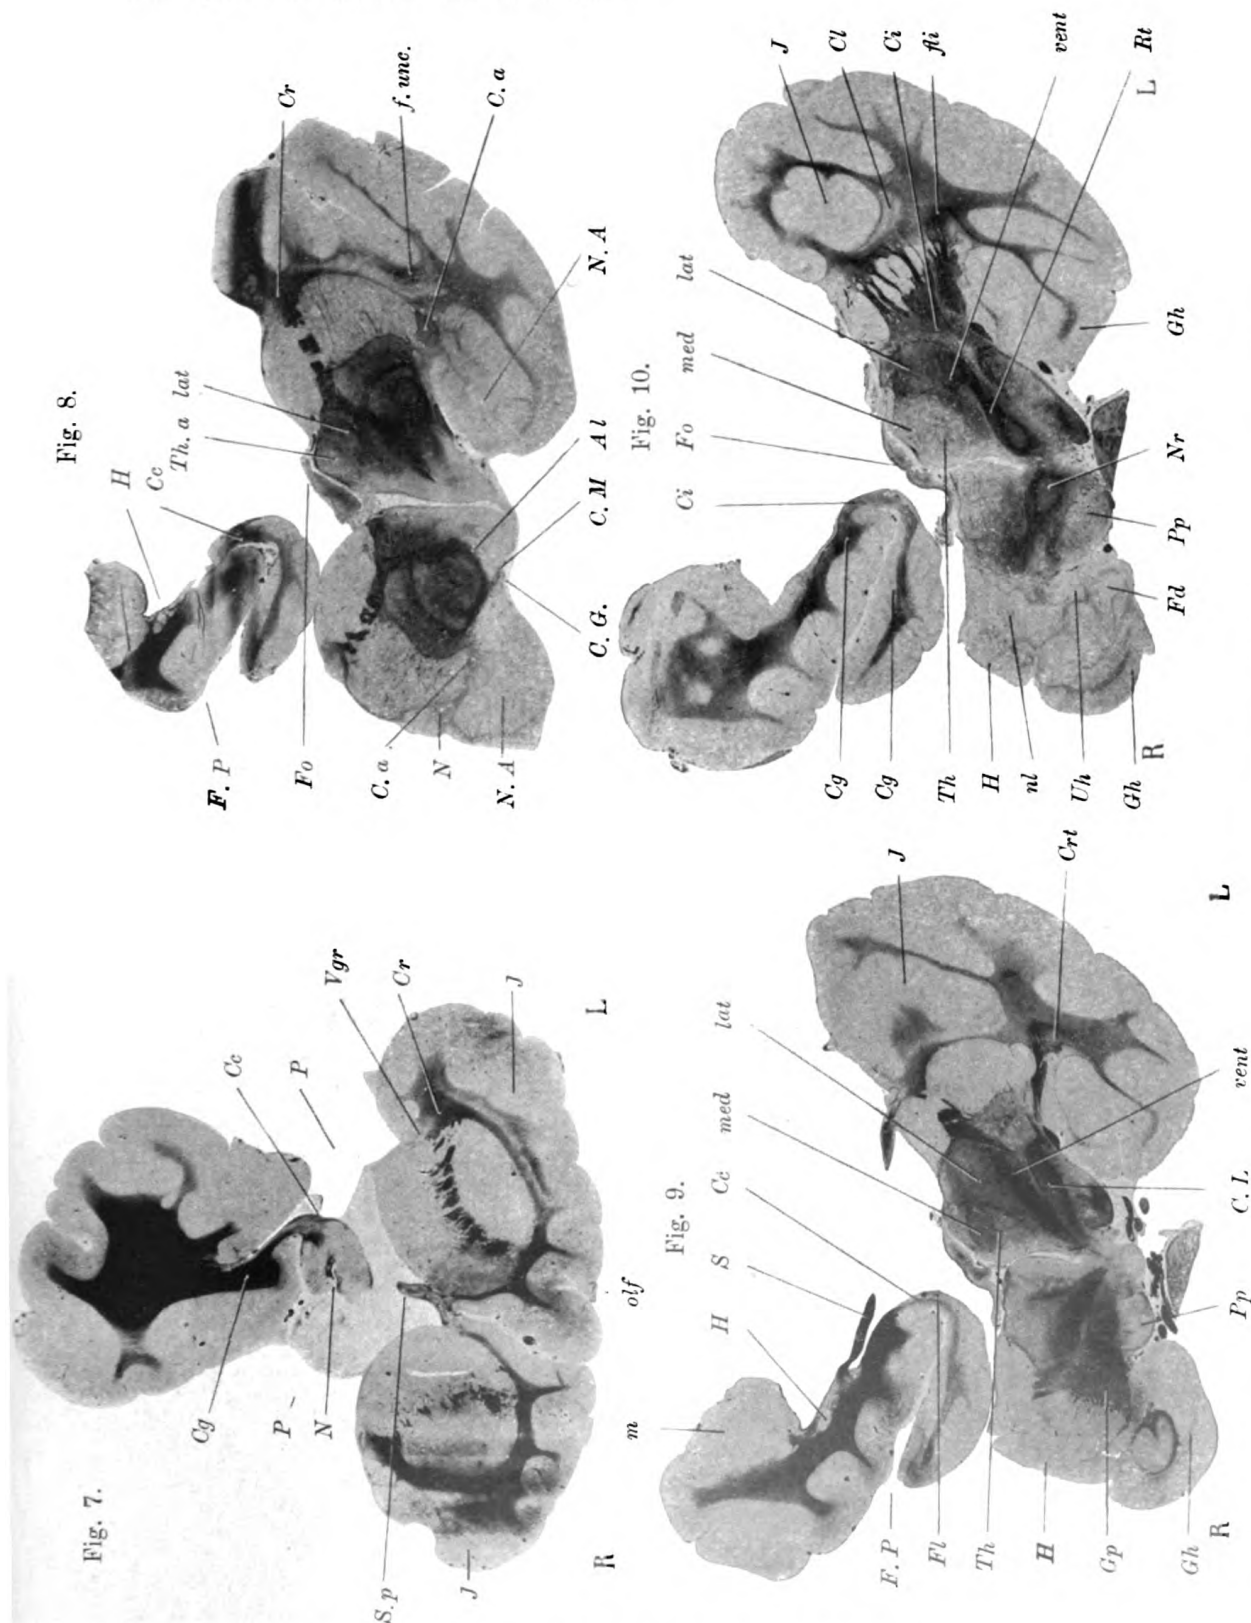 Fig. 7.
Vgr
Cr
J
Cc
P
L
Cg
P
N
olf
m
S.p
J
R
Fig. 8.
H
Cc
Th. a
lat
Cr
f. unc.
C. a
N. A
F. P
Fo
C. a
N
N. A
Al
C. M
C. G.
Fig. 9.
H
S
Cc
med
lat
J
Crt
L
F. P
Fl
Th
H
Gp
Gh
R
Pp
C. L
vent
Fig. 10.
Ci
Fo
med
lat
J
Cl
Ci
fli
vent
Rt
L
Cg
Cg
Th
H
nl
Uh
Gh
R
Fd
Pp
Nr
Gh